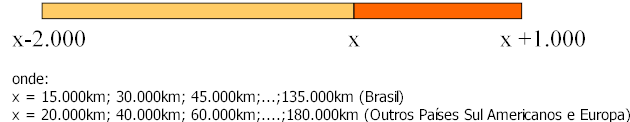 x-2.000 x x +1.000
onde:
x = 15.000km; 30.000km; 45.000km;...;135.000km (Brasil)
x = 20.000km; 40.000km; 60.000km;....;180.000km (Outros Países Sul Americanos e Europa)